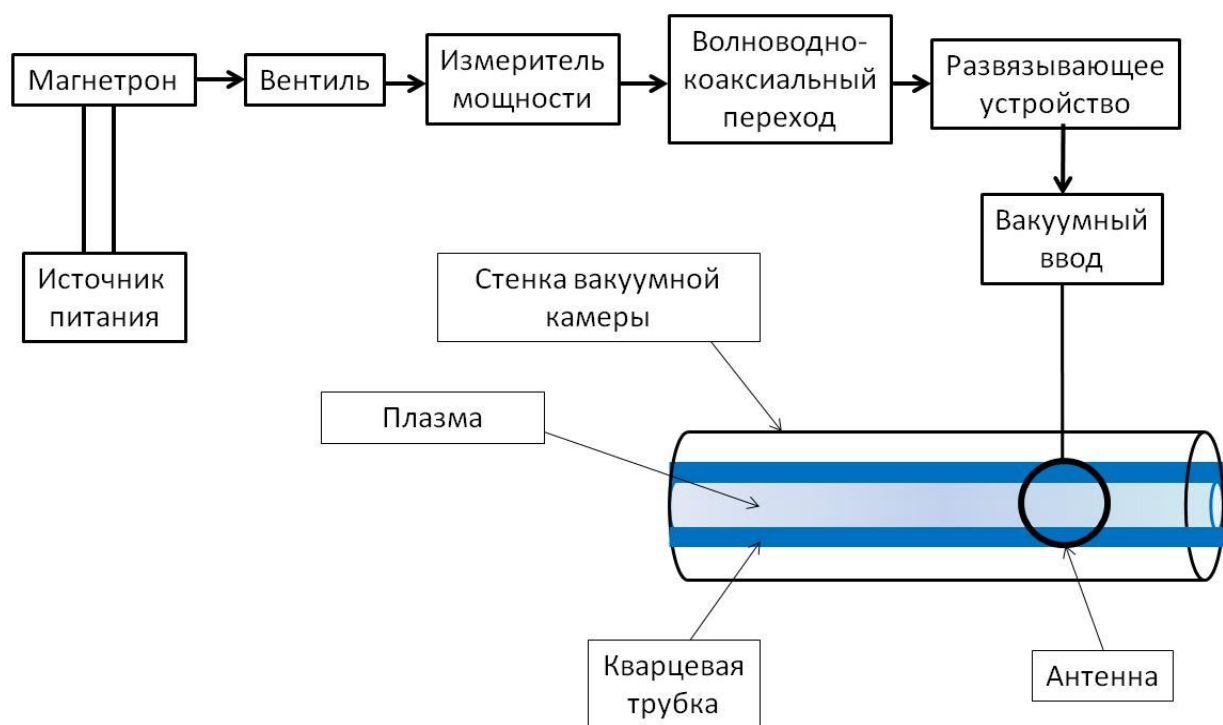 Магнетрон
Вентиль
Измеритель
мощности
Волноводно-
коаксиальный
переход
Развязывающее
устройство
Вакуумный
ввод
Источник
питания
Стенка вакуумной
камеры
Плазма
Кварцевая
трубка
Антенна